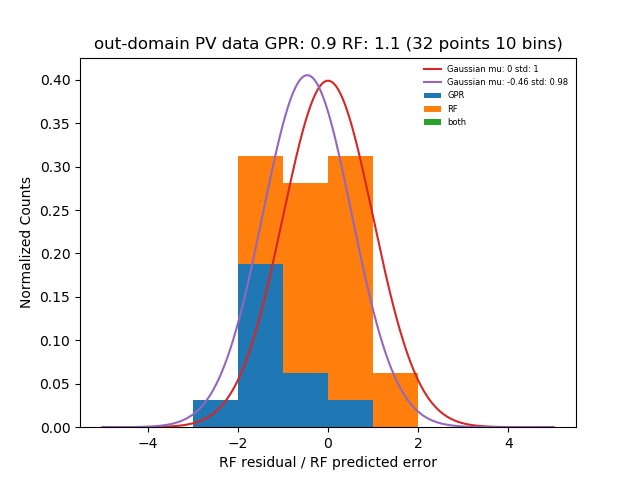 out-domain PV data GPR: 0.9 RF: 1.1 (32 points 10 bins)
Gaussian mu: 0 std: 1
Gaussian mu: -0.46 std: 0.98
GPR
RF
both
Normalized Counts
0.40
0.35
0.30
0.25
0.20
0.15
0.10
0.05
0.00
−4 −2 0 2 4
RF residual / RF predicted error